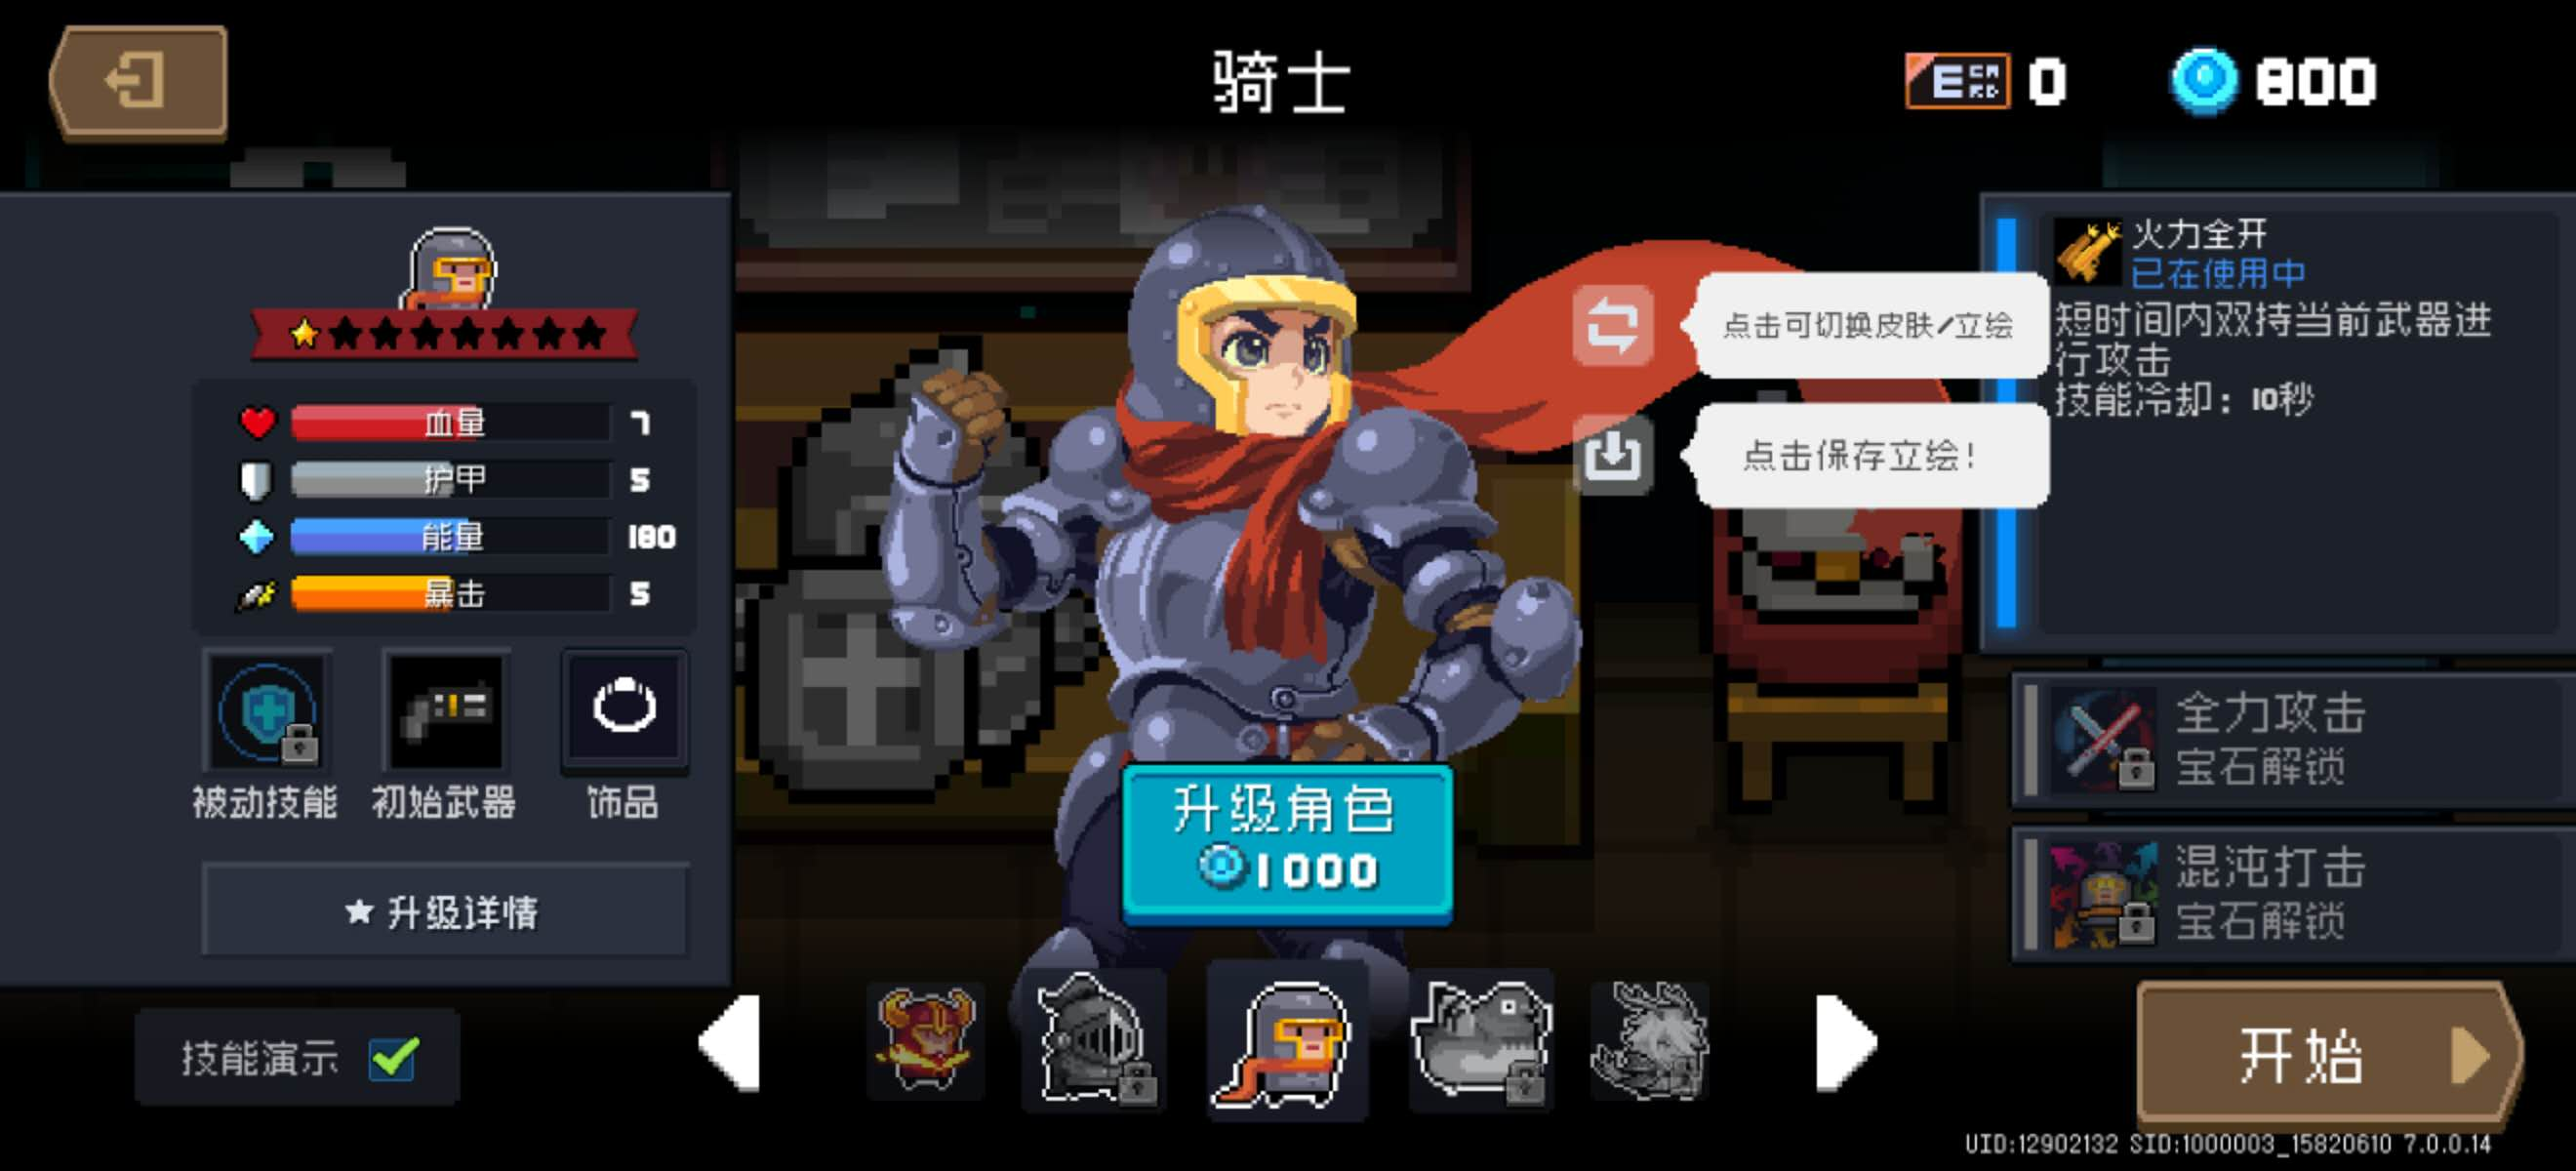 骑士
E CARD 0
800
血量 7
护甲 5
能量 180
暴击 5
被动技能
初始武器
饰品
★升级详情
技能演示
点击可切换皮肤/立绘
点击保存立绘!
升级角色
1000
火力全开
已在使用中
短时间内双持当前武器进
行攻击
技能冷却: 10秒
全力攻击
宝石解锁
混沌打击
宝石解锁
开始
UID:12902132 SID:1000003_15820610 7.0.0.14